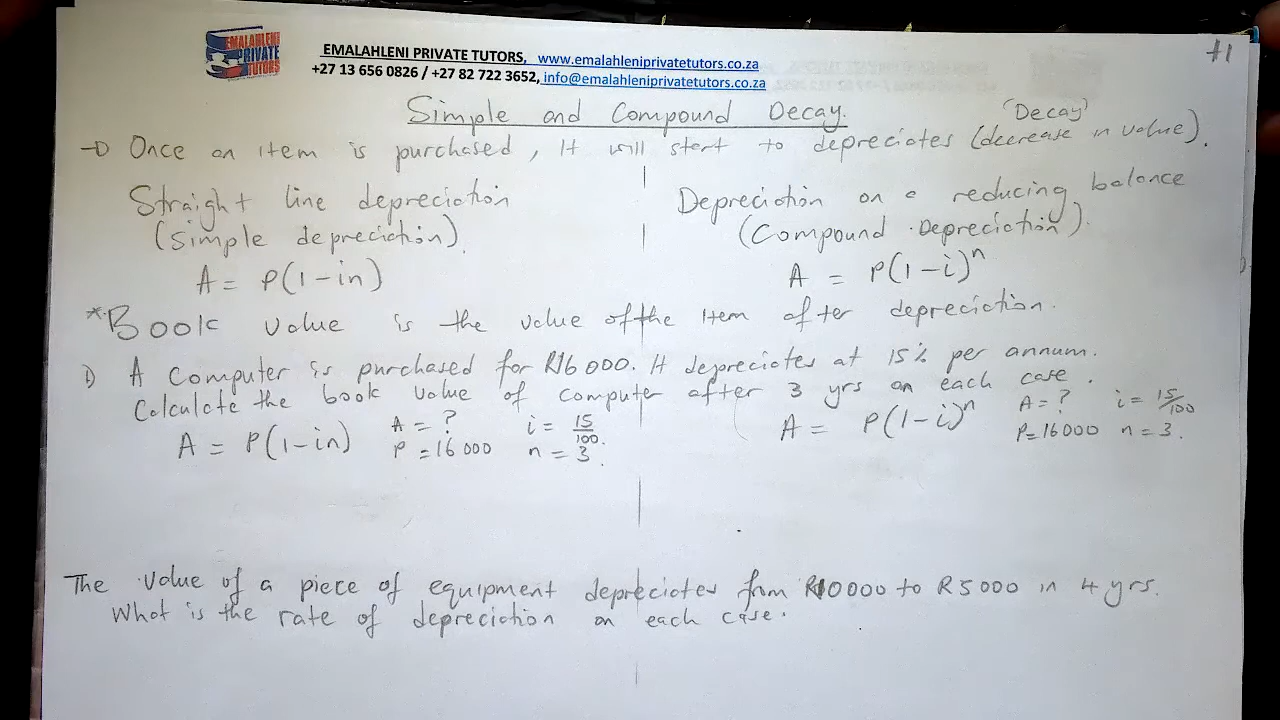 EMALAHLENI
PRIVATE
TUTORS
EMALAHLENI PRIVATE TUTORS, www.emalahleniprivatetutors.co.za
+27 13 656 0826 / +27 82 722 3652, info@emalahleniprivatetutors.co.za
#1
Simple and Compound Decay. (Decay)
→ Once an item is purchased, It will start to depreciates (decrease in value).
Straight line depreciation
(Simple depreciation).
A = P(1-in)
Depreciation on a reducing balance
(Compound Depreciation).
A = P(1-i)^n
*Book value is the value of the item after depreciation.
1) A Computer is purchased for R16 000. It depreciates at 15% per annum.
Calculate the book value of computer after 3 yrs on each case.
A = P(1-in) A = ? i = 15/100.
P = 16 000 n = 3.
A = P(1-i)^n A = ? i = 15/100
P = 16 000 n = 3.
The value of a piece of equipment depreciates from R10 000 to R5 000 in 4 yrs.
What is the rate of depreciation on each case.